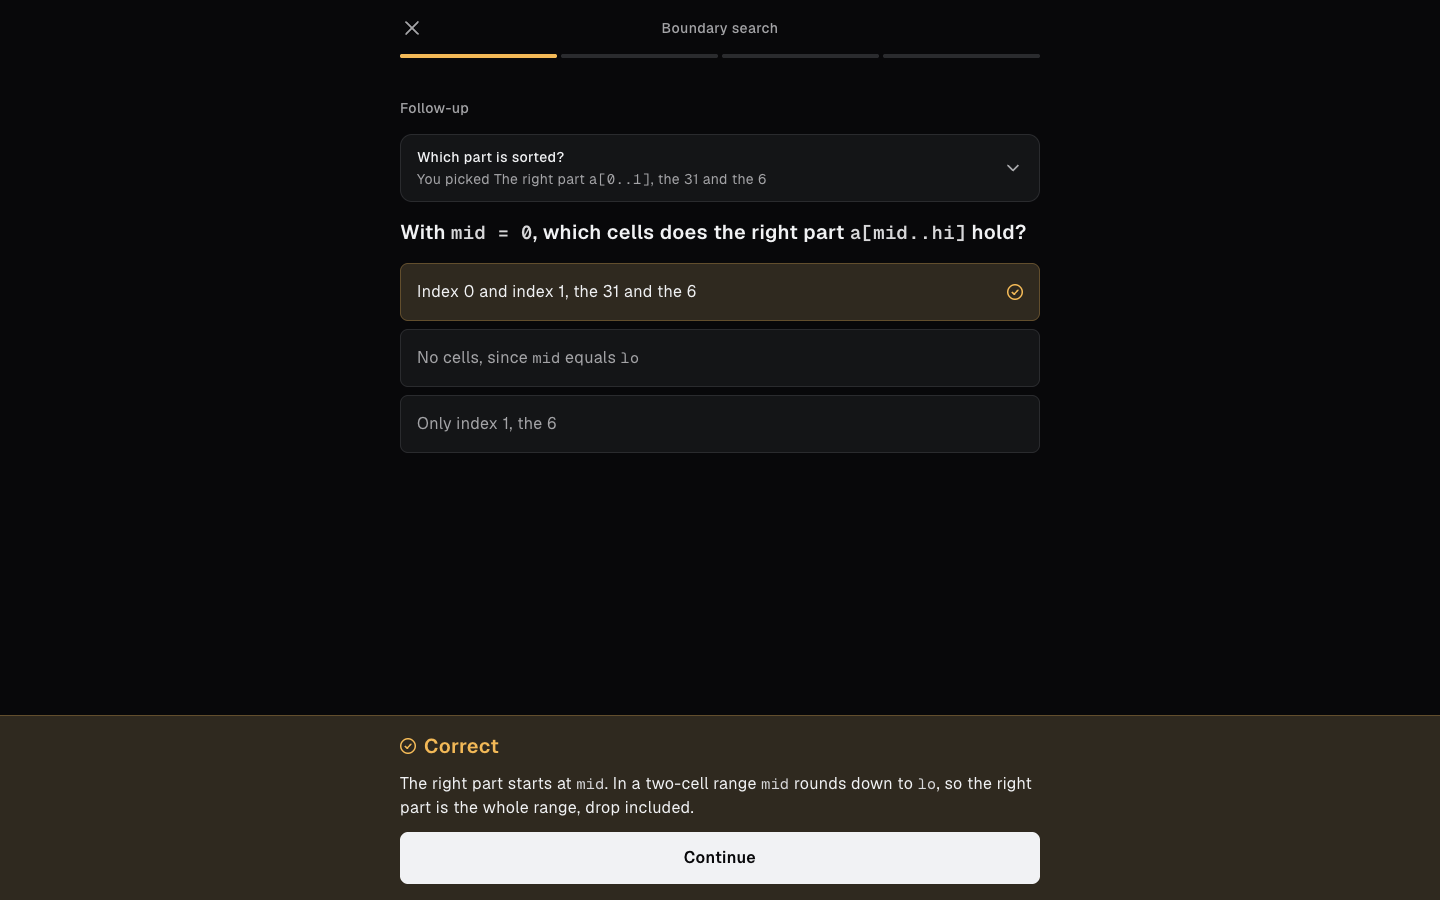 Boundary search
Follow-up
Which part is sorted?
You picked The right part a[0..1], the 31 and the 6
With mid = 0, which cells does the right part a[mid..hi] hold?
Index 0 and index 1, the 31 and the 6
No cells, since mid equals lo
Only index 1, the 6
Correct
The right part starts at mid. In a two-cell range mid rounds down to lo, so the right
part is the whole range, drop included.
Continue